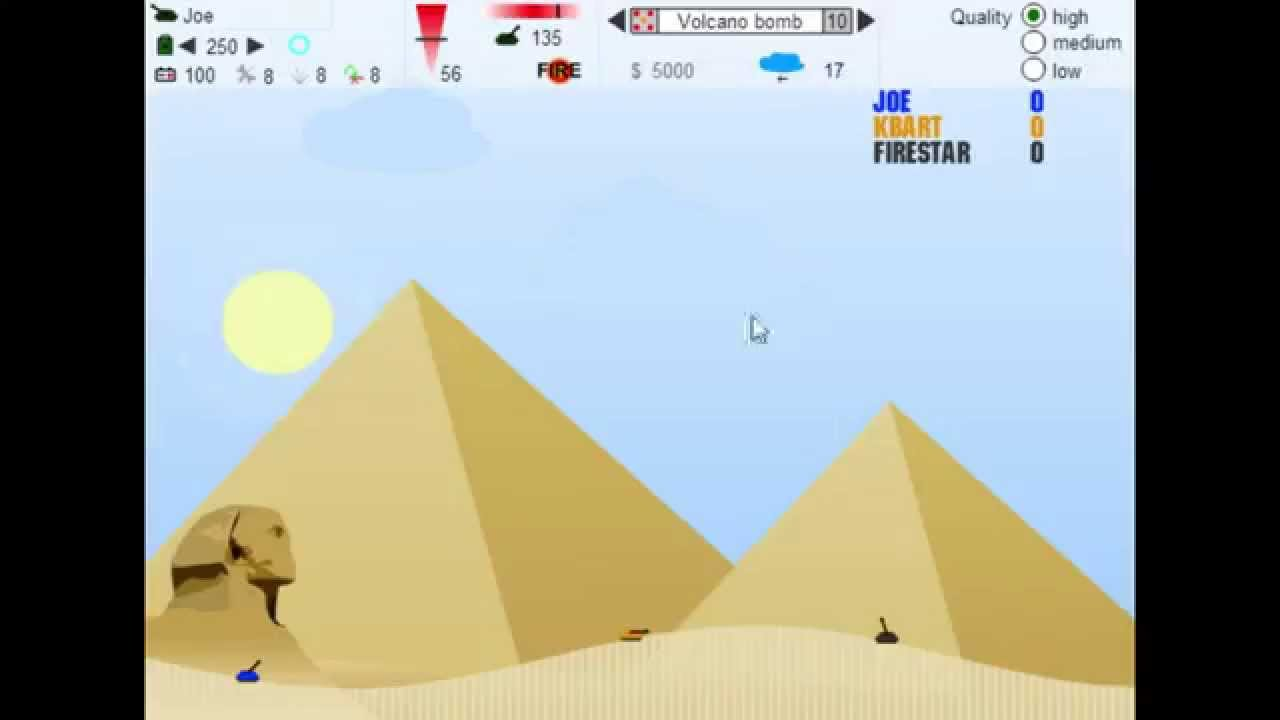 Joe
250
100 8 8 8
56
135
FIRE
Volcano bomb 10
$ 5000 17
Quality high
medium
low
JOE 0
KBART 0
FIRESTAR 0